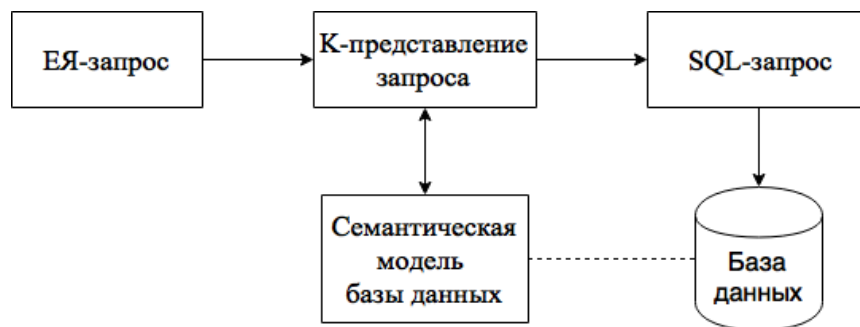 ЕЯ-запрос
К-представление
запроса
SQL-запрос
Семантическая
модель
базы данных
База
данных